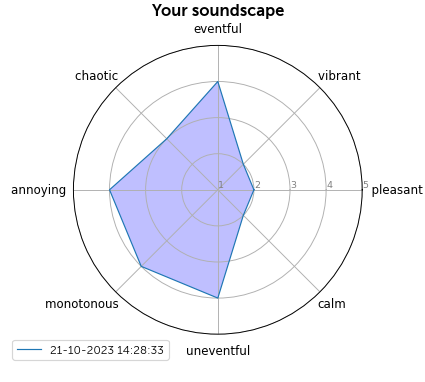 Your soundscape
eventful
chaotic
vibrant
annoying
1 2 3 4 5
pleasant
monotonous
calm
uneventful
21-10-2023 14:28:33